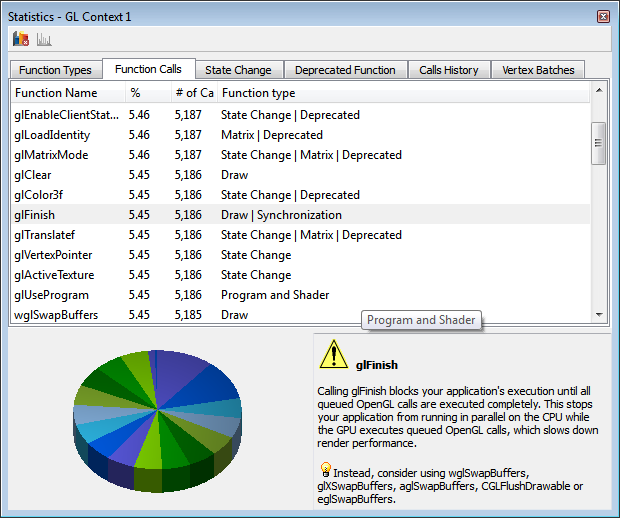 Statistics - GL Context 1
Function Types Function Calls State Change Deprecated Function Calls History Vertex Batches
Function Name % # of Ca Function type
glEnableClientStat... 5.46 5,187 State Change | Deprecated
glLoadIdentity 5.46 5,187 Matrix | Deprecated
glMatrixMode 5.46 5,187 State Change | Matrix | Deprecated
glClear 5.45 5,186 Draw
glColor3f 5.45 5,186 State Change | Deprecated
glFinish 5.45 5,186 Draw | Synchronization
glTranslatef 5.45 5,186 State Change | Matrix | Deprecated
glVertexPointer 5.45 5,186 State Change
glActiveTexture 5.45 5,186 State Change
glUseProgram 5.45 5,186 Program and Shader
wglSwapBuffers 5.45 5,185 Draw
Program and Shader
glFinish
Calling glFinish blocks your application's execution until all
queued OpenGL calls are executed completely. This stops
your application from running in parallel on the CPU while
the GPU executes queued OpenGL calls, which slows down
render performance.
Instead, consider using wglSwapBuffers,
glXSwapBuffers, aglSwapBuffers, CGLFlushDrawable or
eglSwapBuffers.